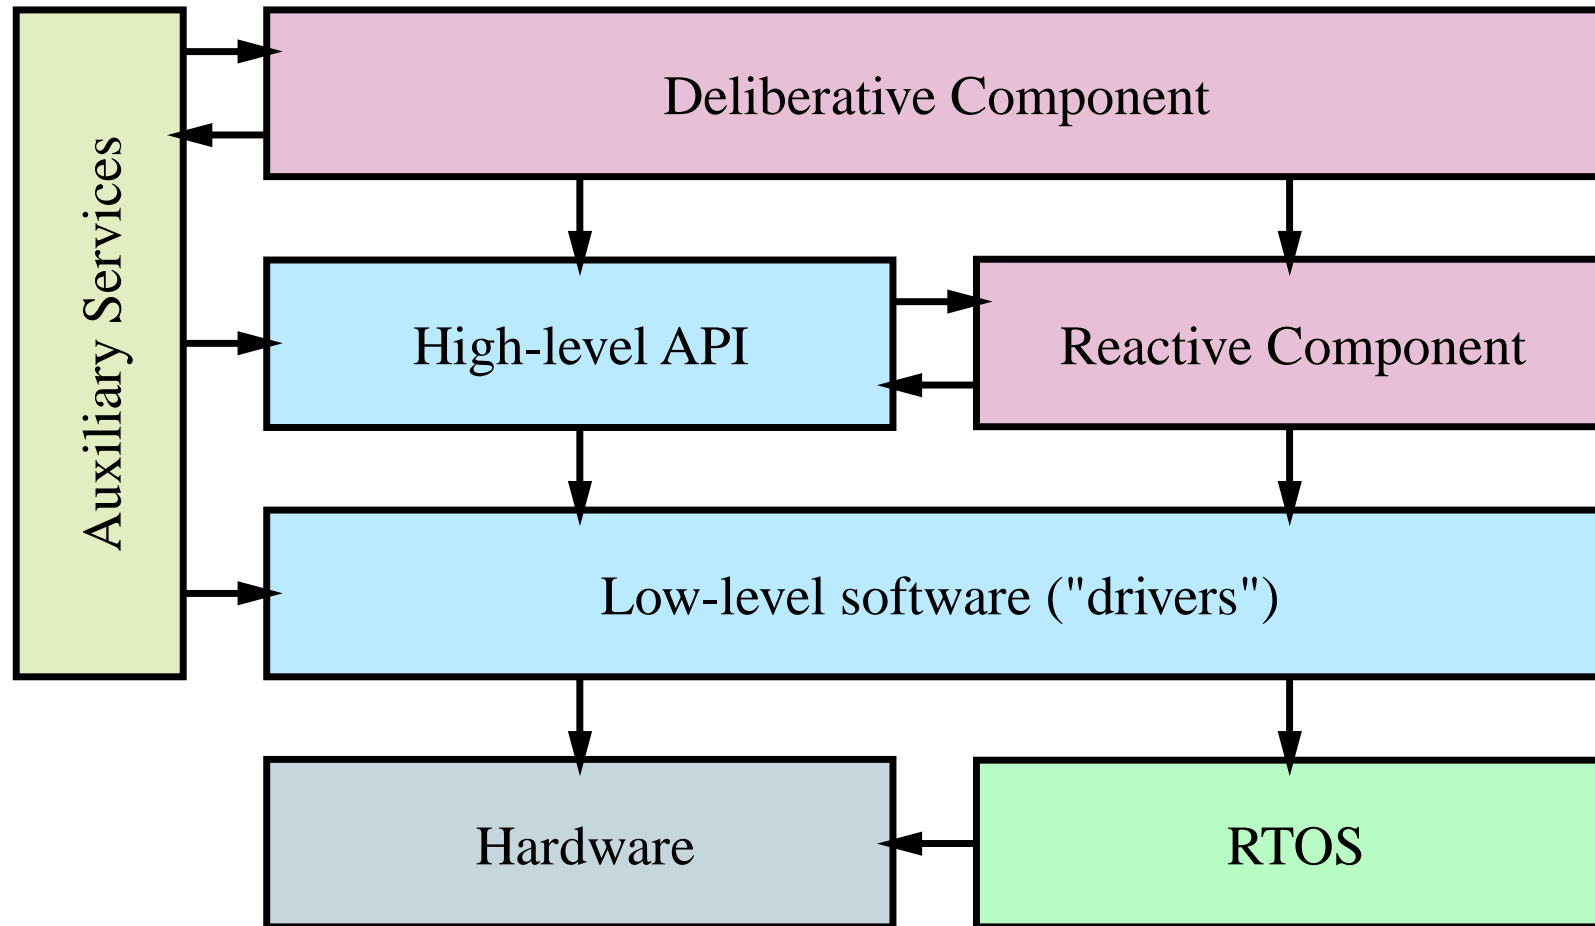 Auxiliary Services
Deliberative Component
High-level API
Reactive Component
Low-level software ("drivers")
Hardware
RTOS